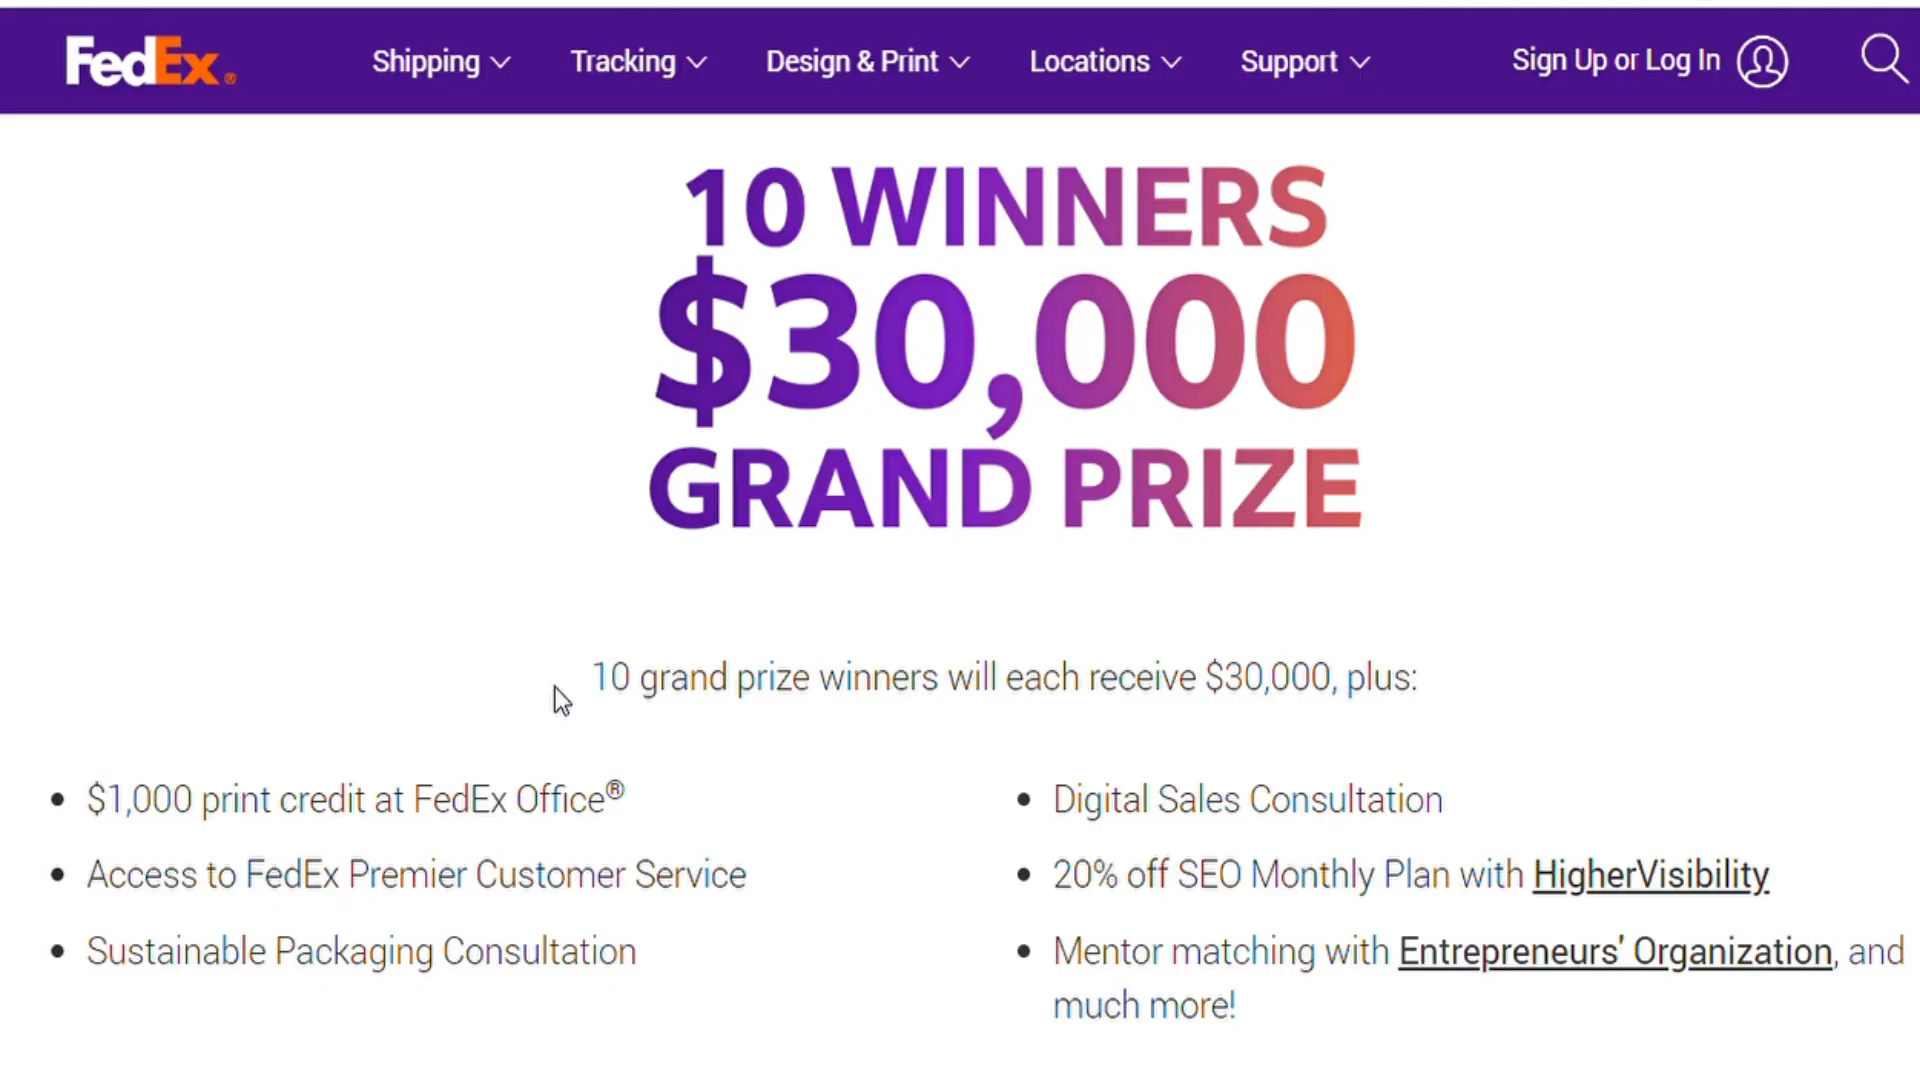 FedEx® Shipping Tracking Design & Print Locations Support Sign Up or Log In
10 WINNERS
$30,000
GRAND PRIZE
10 grand prize winners will each receive $30,000, plus:
• $1,000 print credit at FedEx Office®
• Access to FedEx Premier Customer Service
• Sustainable Packaging Consultation
• Digital Sales Consultation
• 20% off SEO Monthly Plan with HigherVisibility
• Mentor matching with Entrepreneurs' Organization, and
much more!